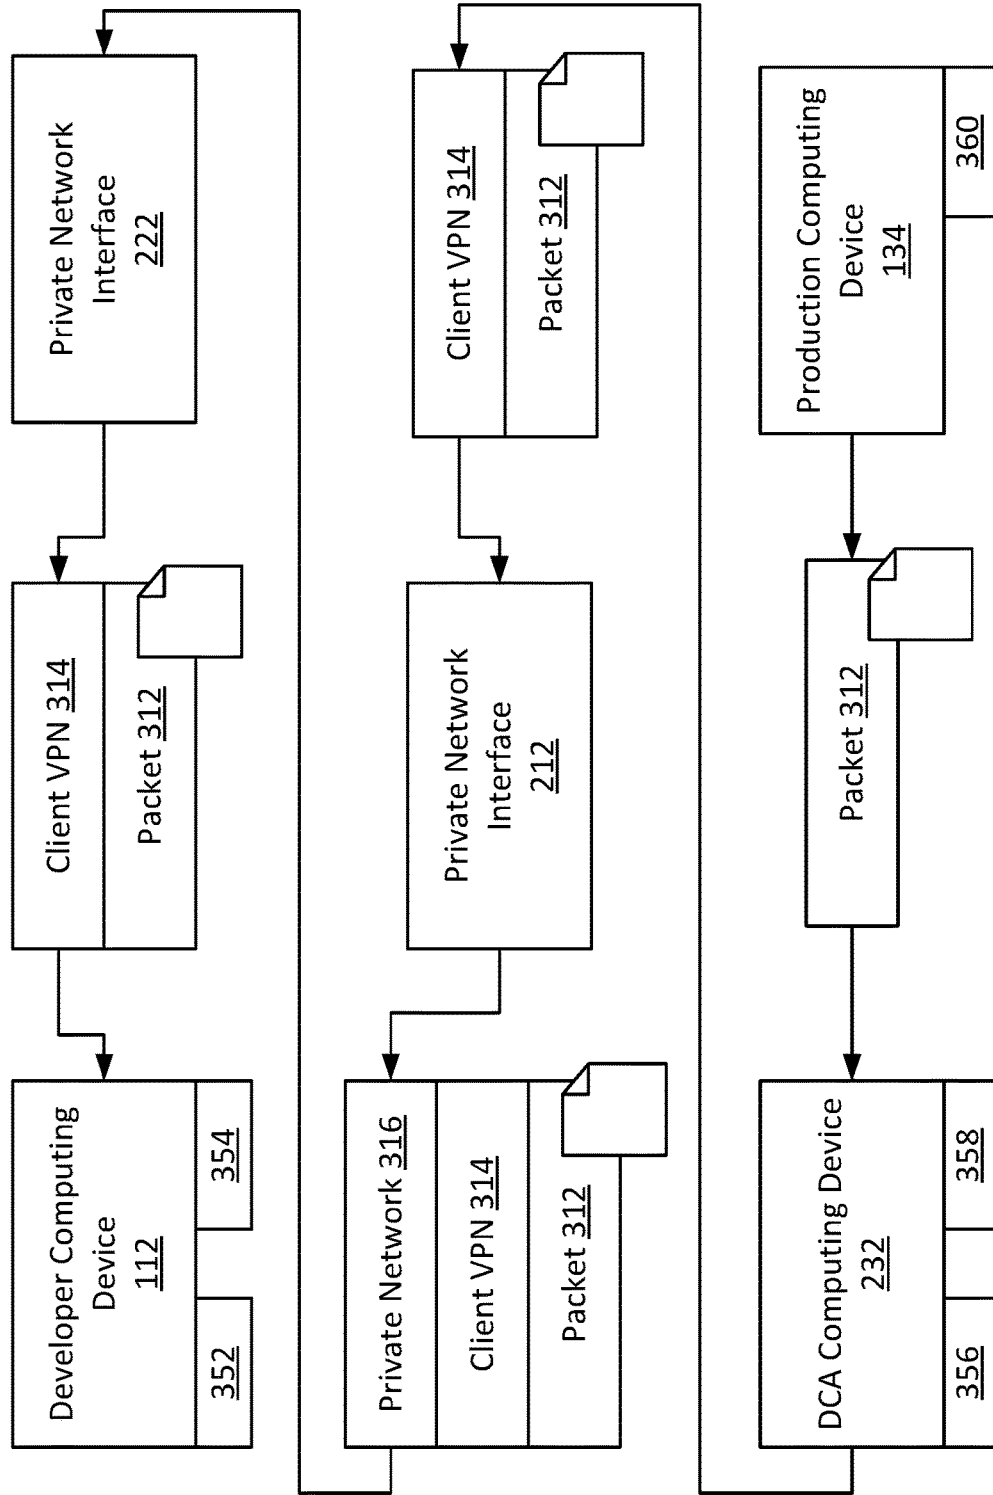 Developer Computing
Device
112
352
354
Client VPN 314
Packet 312
Private Network
Interface
222
Private Network 316
Client VPN 314
Packet 312
Private Network
Interface
212
Client VPN 314
Packet 312
DCA Computing Device
232
356
358
Packet 312
Production Computing
Device
134
360